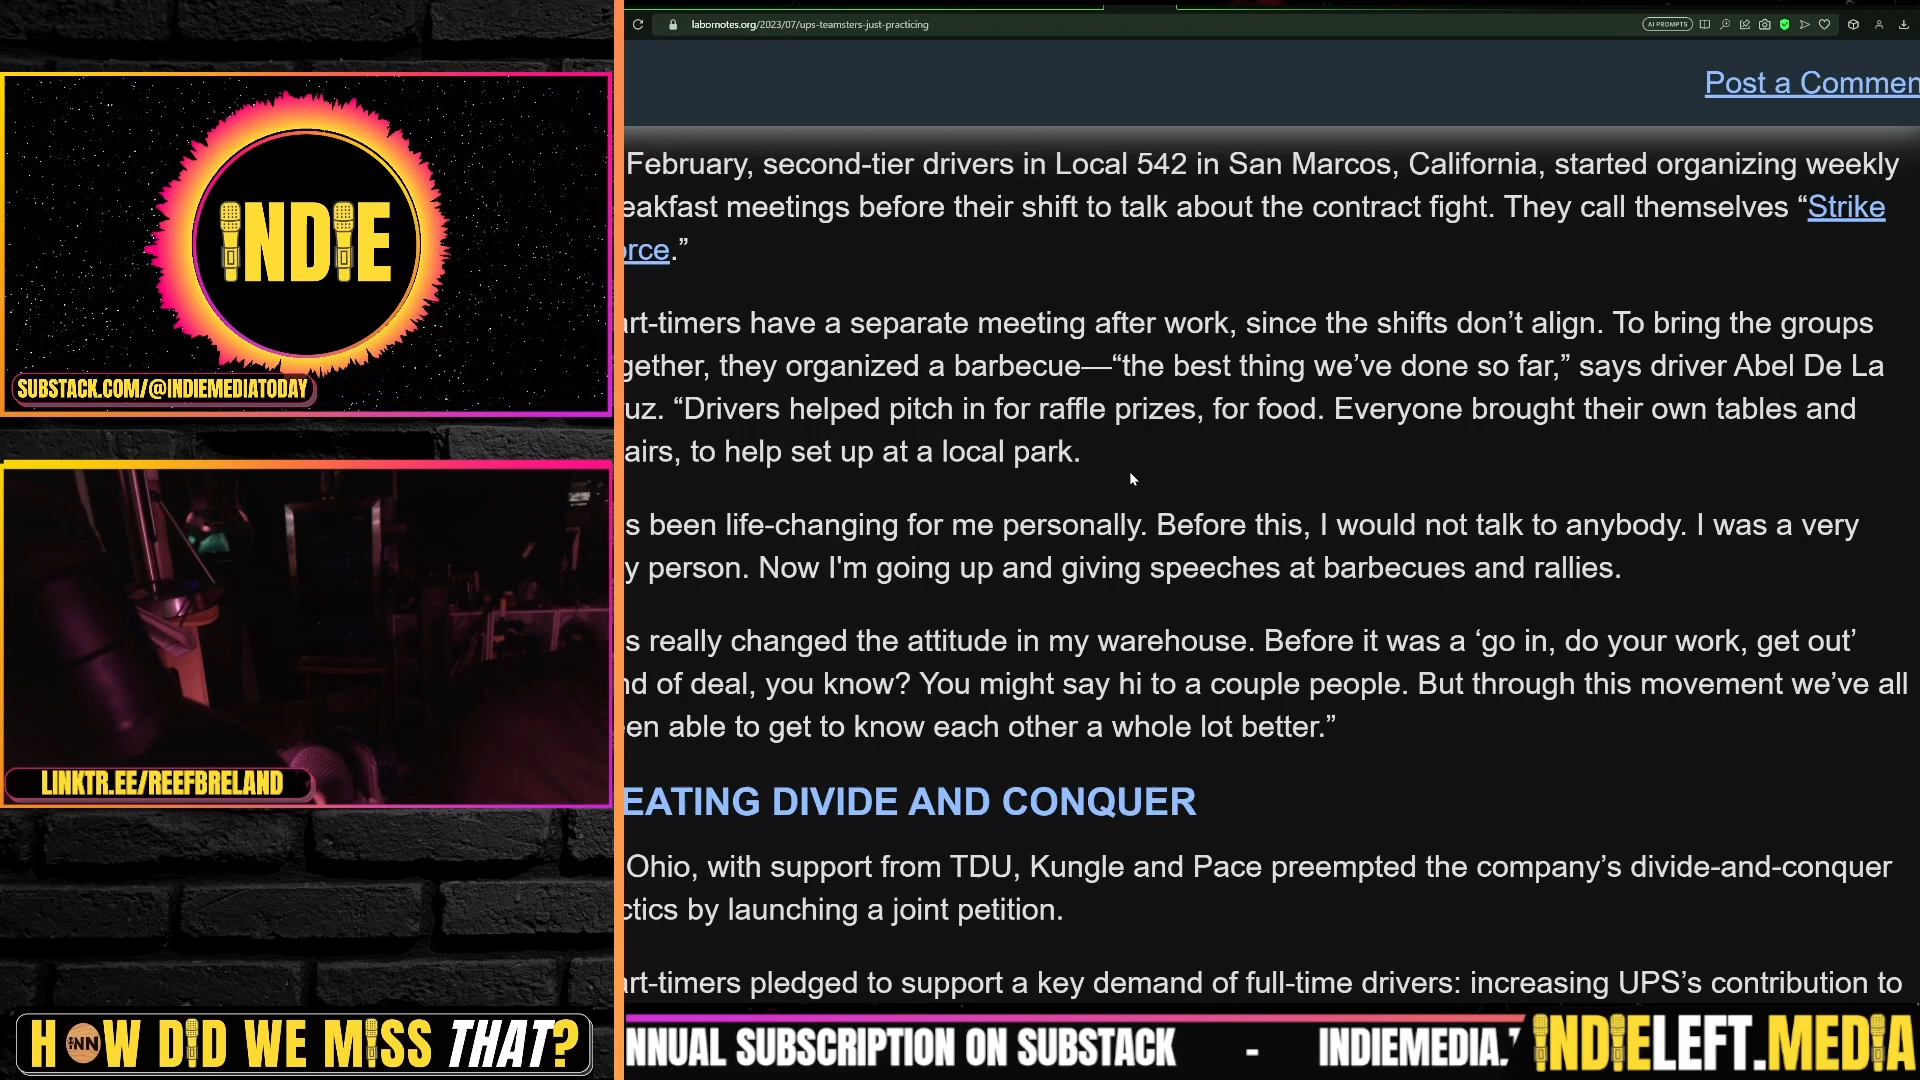 INDIE
SUBSTACK.COM/@INDIEMEDIATODAY
LINKTR.EE/REEFBRELAND
HOW DID WE MISS THAT?
INN
labornotes.org/2023/07/ups-teamsters-just-practicing
AI PROMPTS
Post a Commen
February, second-tier drivers in Local 542 in San Marcos, California, started organizing weekly
eakfast meetings before their shift to talk about the contract fight. They call themselves “Strike
orce.”
art-timers have a separate meeting after work, since the shifts don’t align. To bring the groups
gether, they organized a barbecue—“the best thing we’ve done so far,” says driver Abel De La
uz. “Drivers helped pitch in for raffle prizes, for food. Everyone brought their own tables and
airs, to help set up at a local park.
s been life-changing for me personally. Before this, I would not talk to anybody. I was a very
y person. Now I'm going up and giving speeches at barbecues and rallies.
s really changed the attitude in my warehouse. Before it was a ‘go in, do your work, get out’
nd of deal, you know? You might say hi to a couple people. But through this movement we’ve all
en able to get to know each other a whole lot better.”
EATING DIVIDE AND CONQUER
Ohio, with support from TDU, Kungle and Pace preempted the company’s divide-and-conquer
ctics by launching a joint petition.
art-timers pledged to support a key demand of full-time drivers: increasing UPS’s contribution to
NNUAL SUBSCRIPTION ON SUBSTACK - INDIEMEDIA.
INDIELEFT.MEDIA